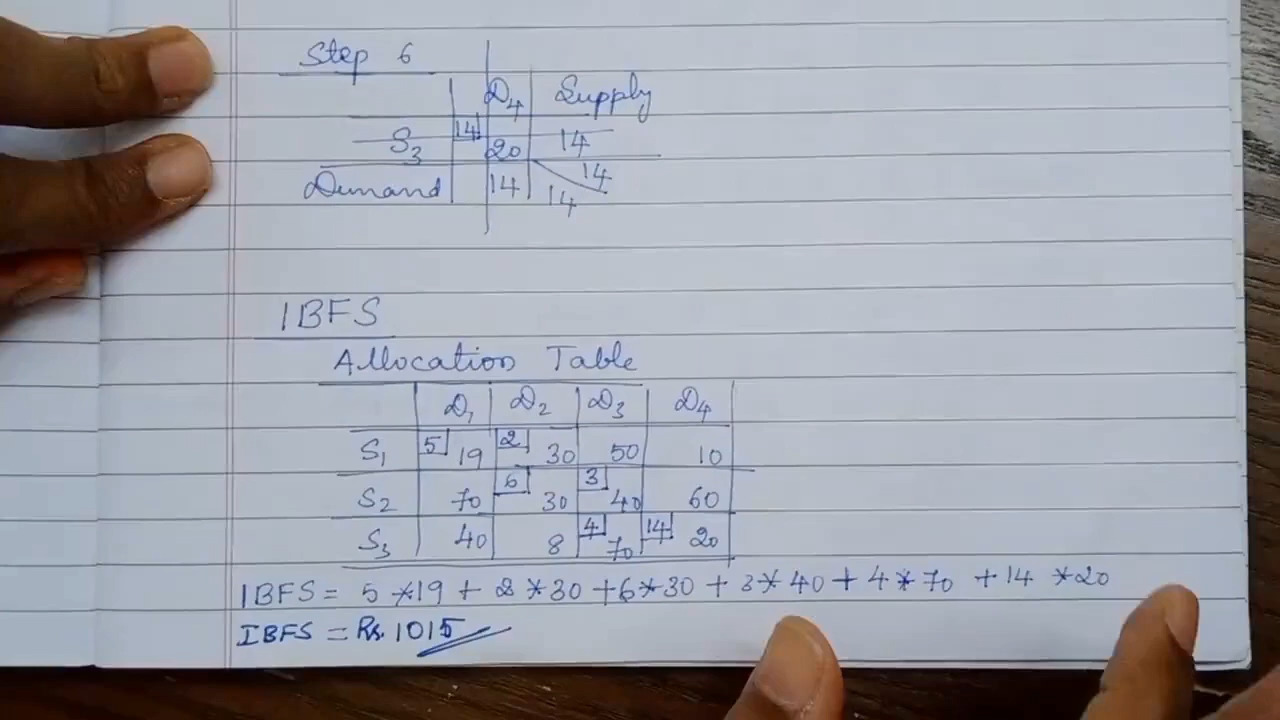 Step 6
D4 Supply
S3 14 20 14
Demand 14 14 14
IBFS
Allocation Table
D1 D2 D3 D4
S1 5 19 2 30 50 10
S2 70 6 30 3 40 60
S3 40 8 4 70 14 20
IBFS = 5 *19 + 2 *30 +6*30 + 3* 40 + 4*70 +14 *20
IBFS = Rs. 1015